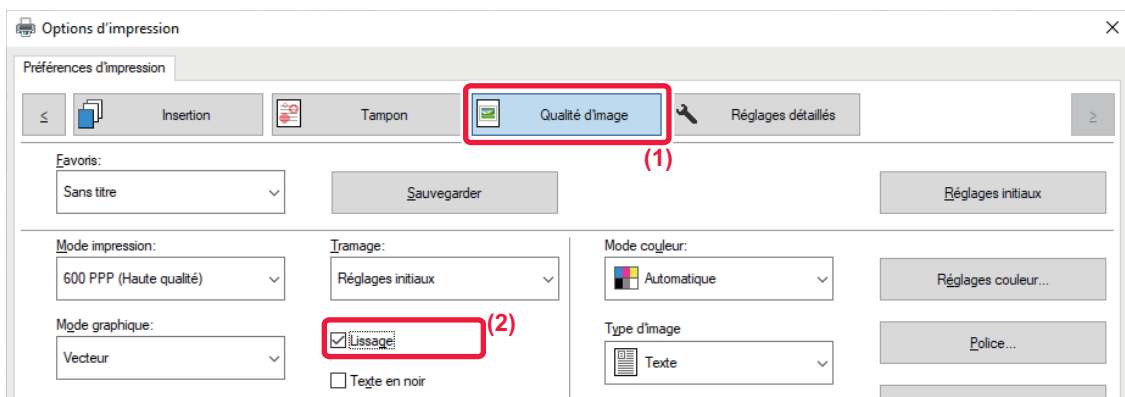 Options d'impression
Préférences d'impression
< Insertion Tampon Qualité d'image Réglages détaillés >
(1)
Favoris:
Sans titre Sauvegarder Réglages initiaux
Mode impression: Tramage: Mode couleur:
600 PPP (Haute qualité) Réglages initiaux Automatique Réglages couleur...
Mode graphique: (2) Type d'image
Vecteur Lissage Texte Police...
Texte en noir